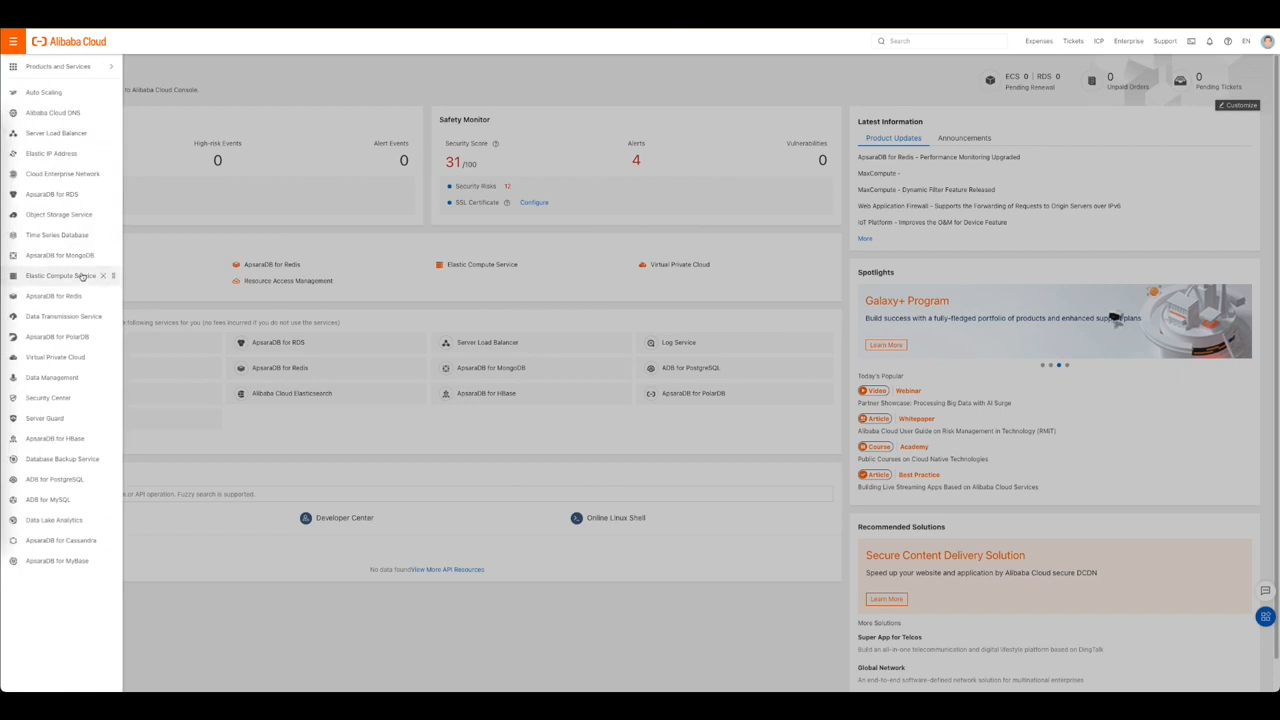 Alibaba Cloud
Search
Expenses
Tickets
ICP
Enterprise
Support
EN
Products and Services
Auto Scaling
Alibaba Cloud DNS
Server Load Balancer
Elastic IP Address
Cloud Enterprise Network
ApsaraDB for RDS
Object Storage Service
Time Series Database
ApsaraDB for MongoDB
Elastic Compute Service
ApsaraDB for Redis
Data Transmission Service
ApsaraDB for PolarDB
Virtual Private Cloud
Data Management
Security Center
Server Guard
ApsaraDB for HBase
Database Backup Service
ADB for PostgreSQL
ADB for MySQL
Data Lake Analytics
ApsaraDB for Cassandra
ApsaraDB for MyBase
to Alibaba Cloud Console.
ECS 0 | RDS 0
Pending Renewal
0
Unpaid Orders
0
Pending Tickets
Customize
High-risk Events
0
Alert Events
0
Safety Monitor
Security Score
31/100
Alerts
4
Vulnerabilities
0
Security Risks 12
SSL Certificate
Configure
ApsaraDB for Redis
Elastic Compute Service
Virtual Private Cloud
Resource Access Management
following services for you (no fees incurred if you do not use the services)
ApsaraDB for RDS
Server Load Balancer
Log Service
ApsaraDB for Redis
ApsaraDB for MongoDB
ADB for PostgreSQL
Alibaba Cloud Elasticsearch
ApsaraDB for HBase
ApsaraDB for PolarDB
or API operation. Fuzzy search is supported.
Developer Center
Online Linux Shell
No data foundView More API Resources
Latest Information
Product Updates
Announcements
ApsaraDB for Redis - Performance Monitoring Upgraded
MaxCompute -
MaxCompute - Dynamic Filter Feature Released
Web Application Firewall - Supports the Forwarding of Requests to Origin Servers over IPv6
IoT Platform - Improves the O&M for Device Feature
More
Spotlights
Galaxy+ Program
Build success with a fully-fledged portfolio of products and enhanced support plans
Learn More
Today's Popular
Video
Webinar
Partner Showcase: Processing Big Data with AI Surge
Article
Whitepaper
Alibaba Cloud User Guide on Risk Management in Technology (RMIT)
Course
Academy
Public Courses on Cloud Native Technologies
Article
Best Practice
Building Live Streaming Apps Based on Alibaba Cloud Services
Recommended Solutions
Secure Content Delivery Solution
Speed up your website and application by Alibaba Cloud secure DCDN
Learn More
More Solutions
Super App for Telcos
Build an all-in-one telecommunication and digital lifestyle platform based on DingTalk
Global Network
An end-to-end software-defined network solution for multinational enterprises